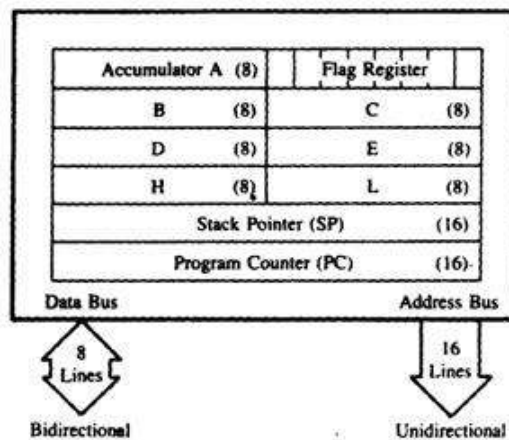 Accumulator A (8) Flag Register
B (8) C (8)
D (8) E (8)
H (8) L (8)
Stack Pointer (SP) (16)
Program Counter (PC) (16)
Data Bus Address Bus
8 Lines
16 Lines
Bidirectional Unidirectional